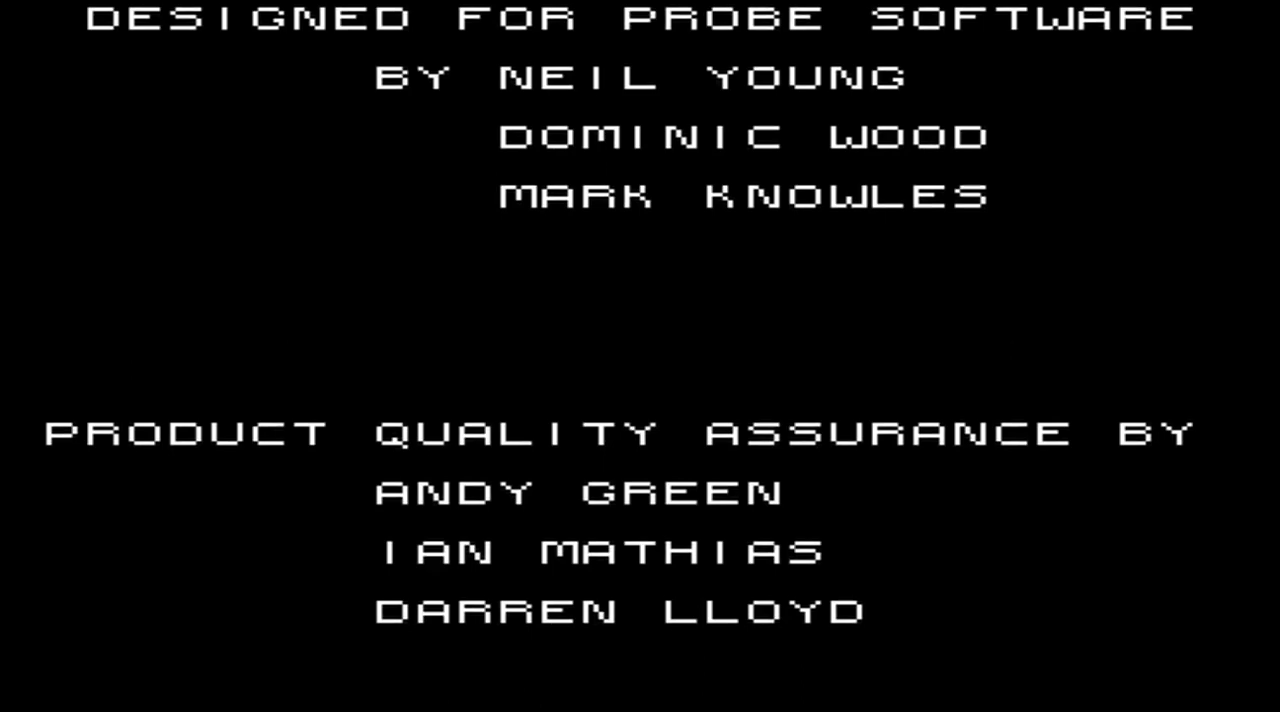 DESIGNED FOR PROBE SOFTWARE
BY NEIL YOUNG
DOMINIC WOOD
MARK KNOWLES
PRODUCT QUALITY ASSURANCE BY
ANDY GREEN
IAN MATHIAS
DARREN LLOYD